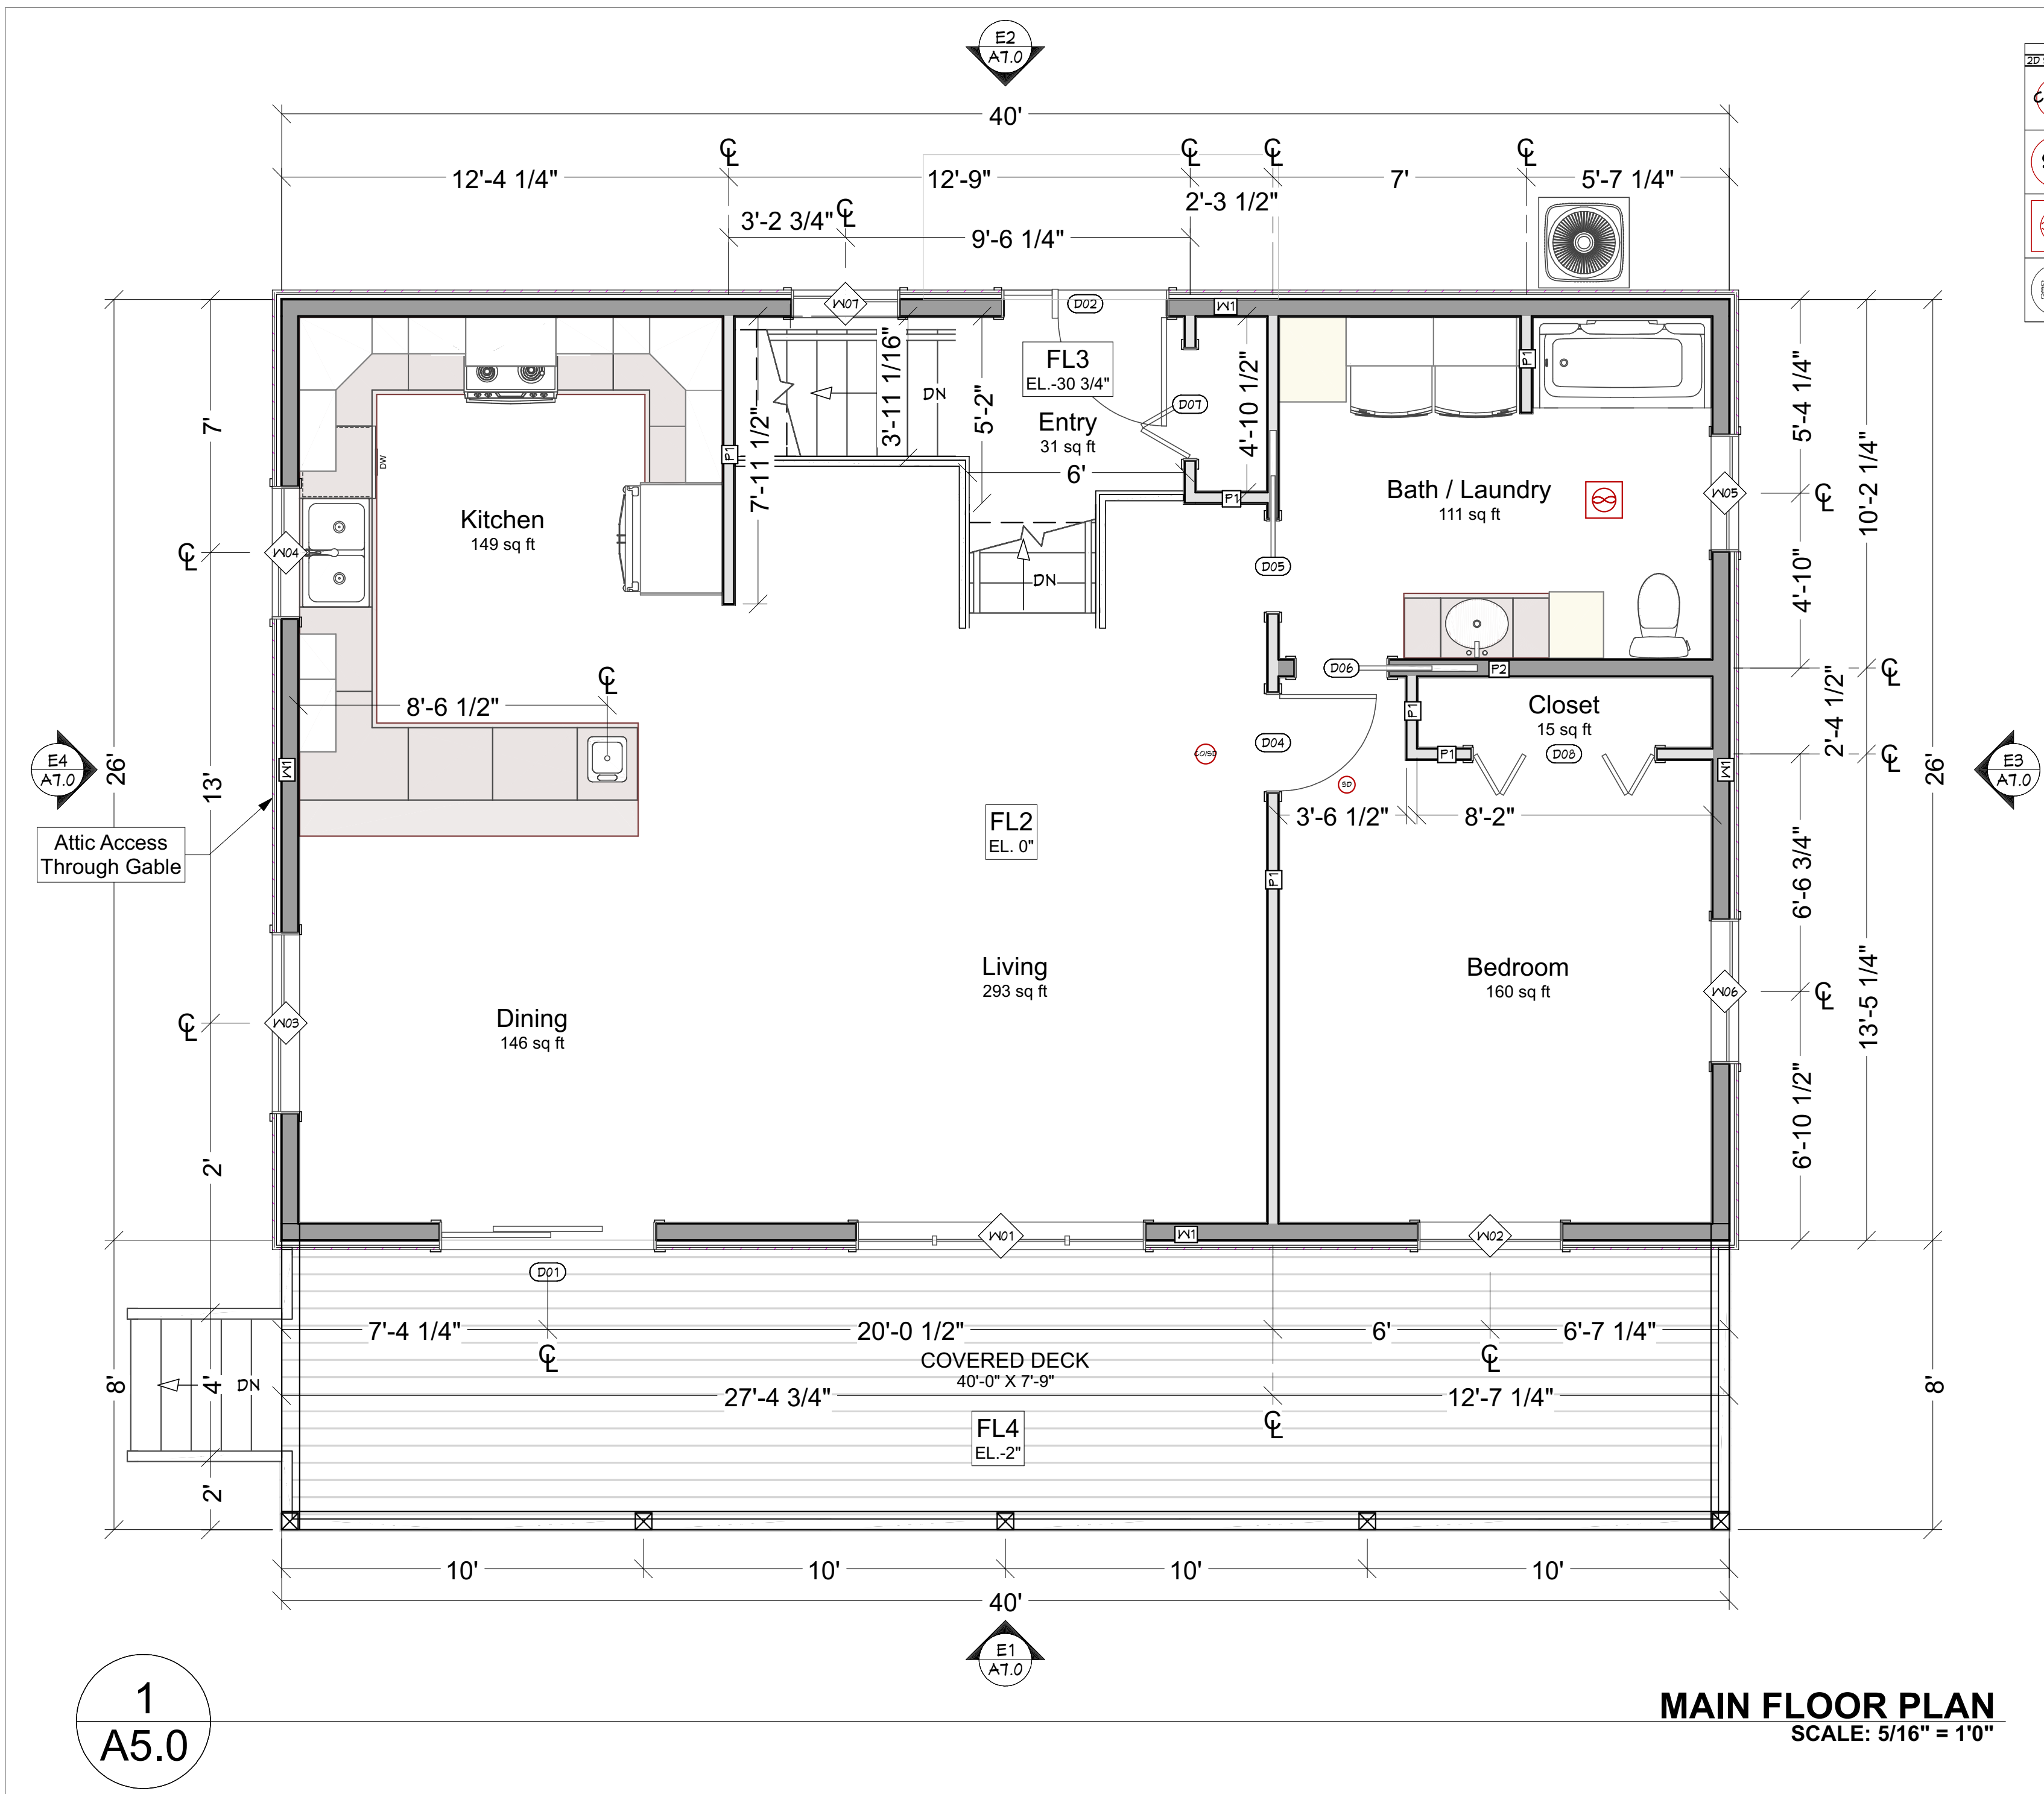 E2
A7.0
2D
40'
12'-4 1/4"
12'-9"
7'
5'-7 1/4"
2'-3 1/2"
3'-2 3/4"
9'-6 1/4"
W07
D02
W1
FL3
EL.-30 3/4"
DN
D07
Entry
31 sq ft
3'-11 1/16"
5'-2"
4'-10 1/2"
7'-11 1/2"
6'
P1
P1
P1
DW
7'
5'-4 1/4"
10'-2 1/4"
Kitchen
149 sq ft
Bath / Laundry
111 sq ft
W04
W05
D05
DN
4'-10"
D06
P2
8'-6 1/2"
P1
Closet
15 sq ft
2'-4 1/2"
P1
D08
D04
CO/SD
SD
E4
A7.0
26'
13'
W1
W1
26'
E3
A7.0
3'-6 1/2"
8'-2"
Attic Access
Through Gable
FL2
EL. 0"
P1
6'-6 3/4"
Living
293 sq ft
Bedroom
160 sq ft
W06
13'-5 1/4"
Dining
146 sq ft
W03
6'-10 1/2"
2'
W01
W1
W02
D01
7'-4 1/4"
20'-0 1/2"
6'
6'-7 1/4"
COVERED DECK
40'-0" X 7'-9"
8'
4'
DN
27'-4 3/4"
12'-7 1/4"
8'
FL4
EL.-2"
2'
10'
10'
10'
10'
40'
E1
A7.0
1
A5.0
MAIN FLOOR PLAN
SCALE: 5/16" = 1'0"